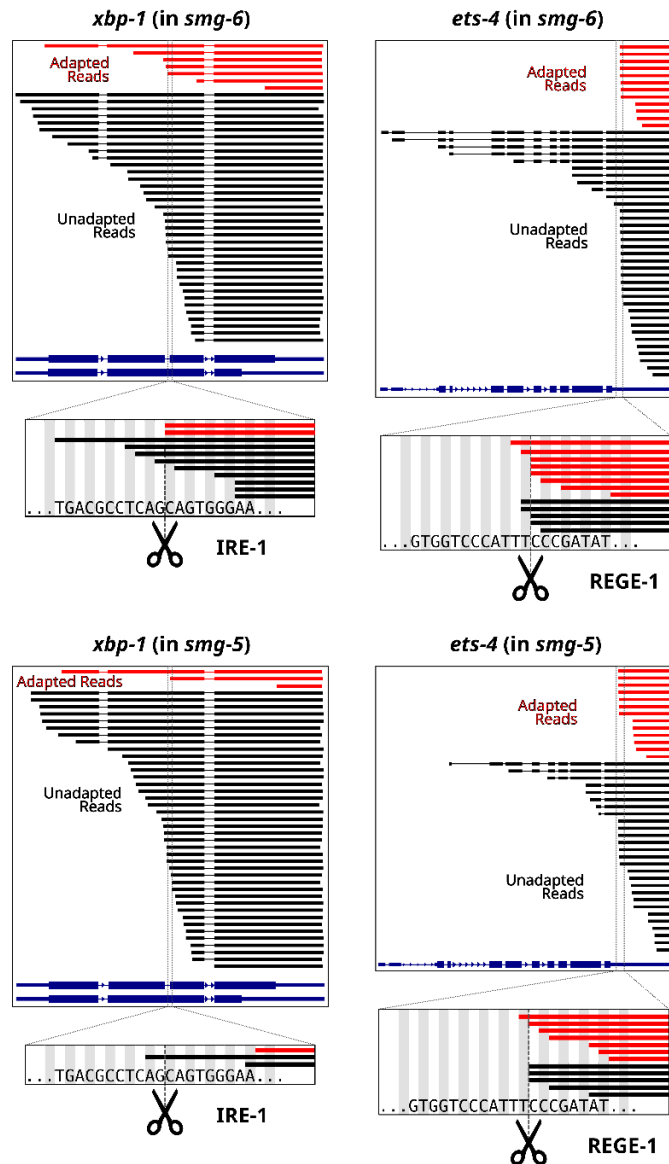 xbp-1 (in smg-6)
Adapted
Reads
Unadapted
Reads
...TGACGCCTCAGCAGTGGGAA...
IRE-1
ets-4 (in smg-6)
Adapted
Reads
Unadapted
Reads
...GTGGTCCCATTTCCCGATAT...
REGE-1
xbp-1 (in smg-5)
Adapted Reads
Unadapted
Reads
...TGACGCCTCAGCAGTGGGAA...
IRE-1
ets-4 (in smg-5)
Adapted
Reads
Unadapted
Reads
...GTGGTCCCATTTCCCGATAT...
REGE-1